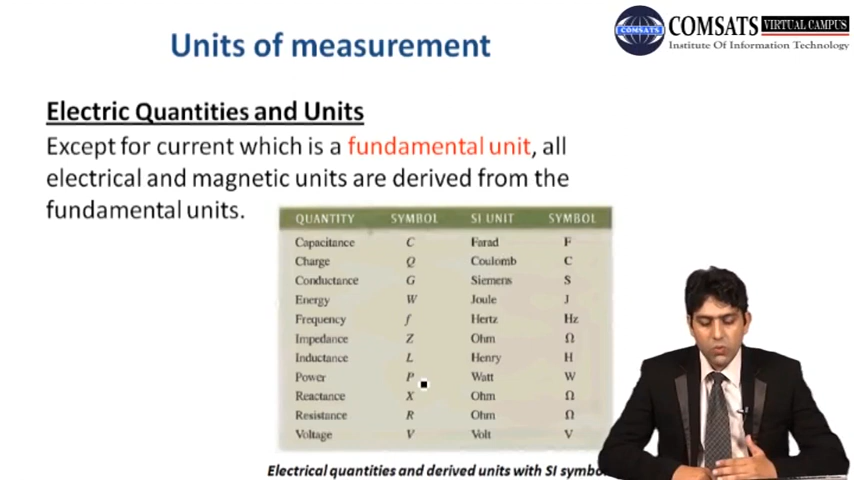 Units of measurement
COMSATS
COMSATS VIRTUAL CAMPUS
Institute Of Information Technology
Electric Quantities and Units
Except for current which is a fundamental unit, all
electrical and magnetic units are derived from the
fundamental units.
QUANTITY SYMBOL SI UNIT SYMBOL
Capacitance C Farad F
Charge Q Coulomb C
Conductance G Siemens S
Energy W Joule J
Frequency f Hertz Hz
Impedance Z Ohm Ω
Inductance L Henry H
Power P Watt W
Reactance X Ohm Ω
Resistance R Ohm Ω
Voltage V Volt V
Electrical quantities and derived units with SI